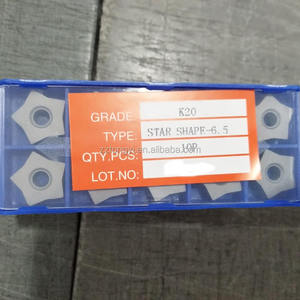 GRADE: K20
TYPE: STAR SHAPE-6.5
QTY.PCS: 10P
LOT.NO: